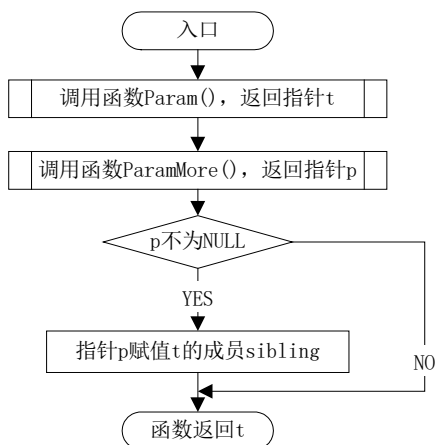 入口
调用函数Param(),返回指针t
调用函数ParamMore(),返回指针p
p不为NULL
YES
指针p赋值t的成员sibling
NO
函数返回t